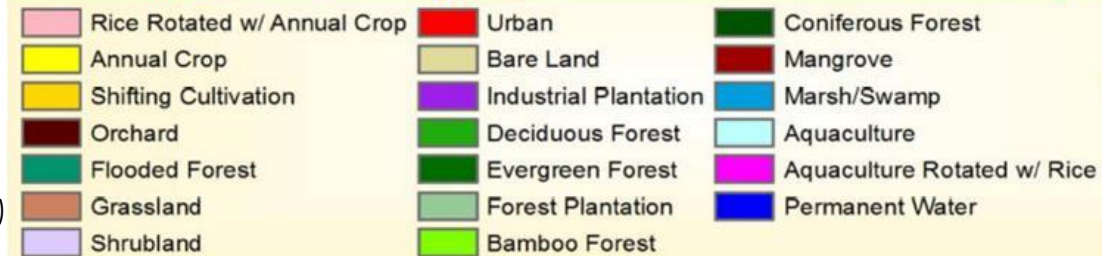 Rice Rotated w/ Annual Crop
Annual Crop
Shifting Cultivation
Orchard
Flooded Forest
Grassland
Shrubland
Urban
Bare Land
Industrial Plantation
Deciduous Forest
Evergreen Forest
Forest Plantation
Bamboo Forest
Coniferous Forest
Mangrove
Marsh/Swamp
Aquaculture
Aquaculture Rotated w/ Rice
Permanent Water
)